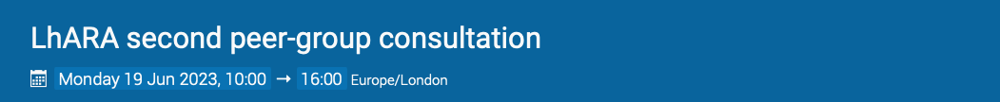 LhARA second peer-group consultation
Monday 19 Jun 2023, 10:00 → 16:00 Europe/London